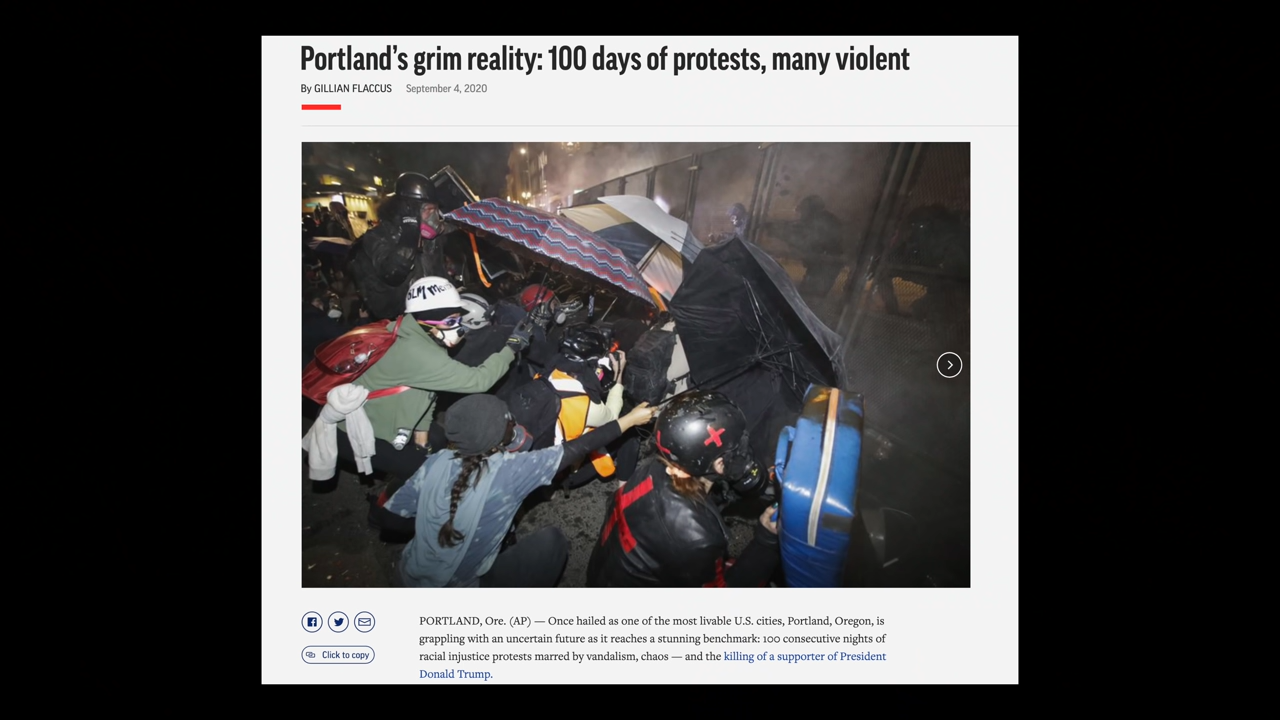 Portland’s grim reality: 100 days of protests, many violent
By GILLIAN FLACCUS September 4, 2020
BLM
Click to copy
PORTLAND, Ore. (AP) — Once hailed as one of the most livable U.S. cities, Portland, Oregon, is
grappling with an uncertain future as it reaches a stunning benchmark: 100 consecutive nights of
racial injustice protests marred by vandalism, chaos — and the killing of a supporter of President
Donald Trump.